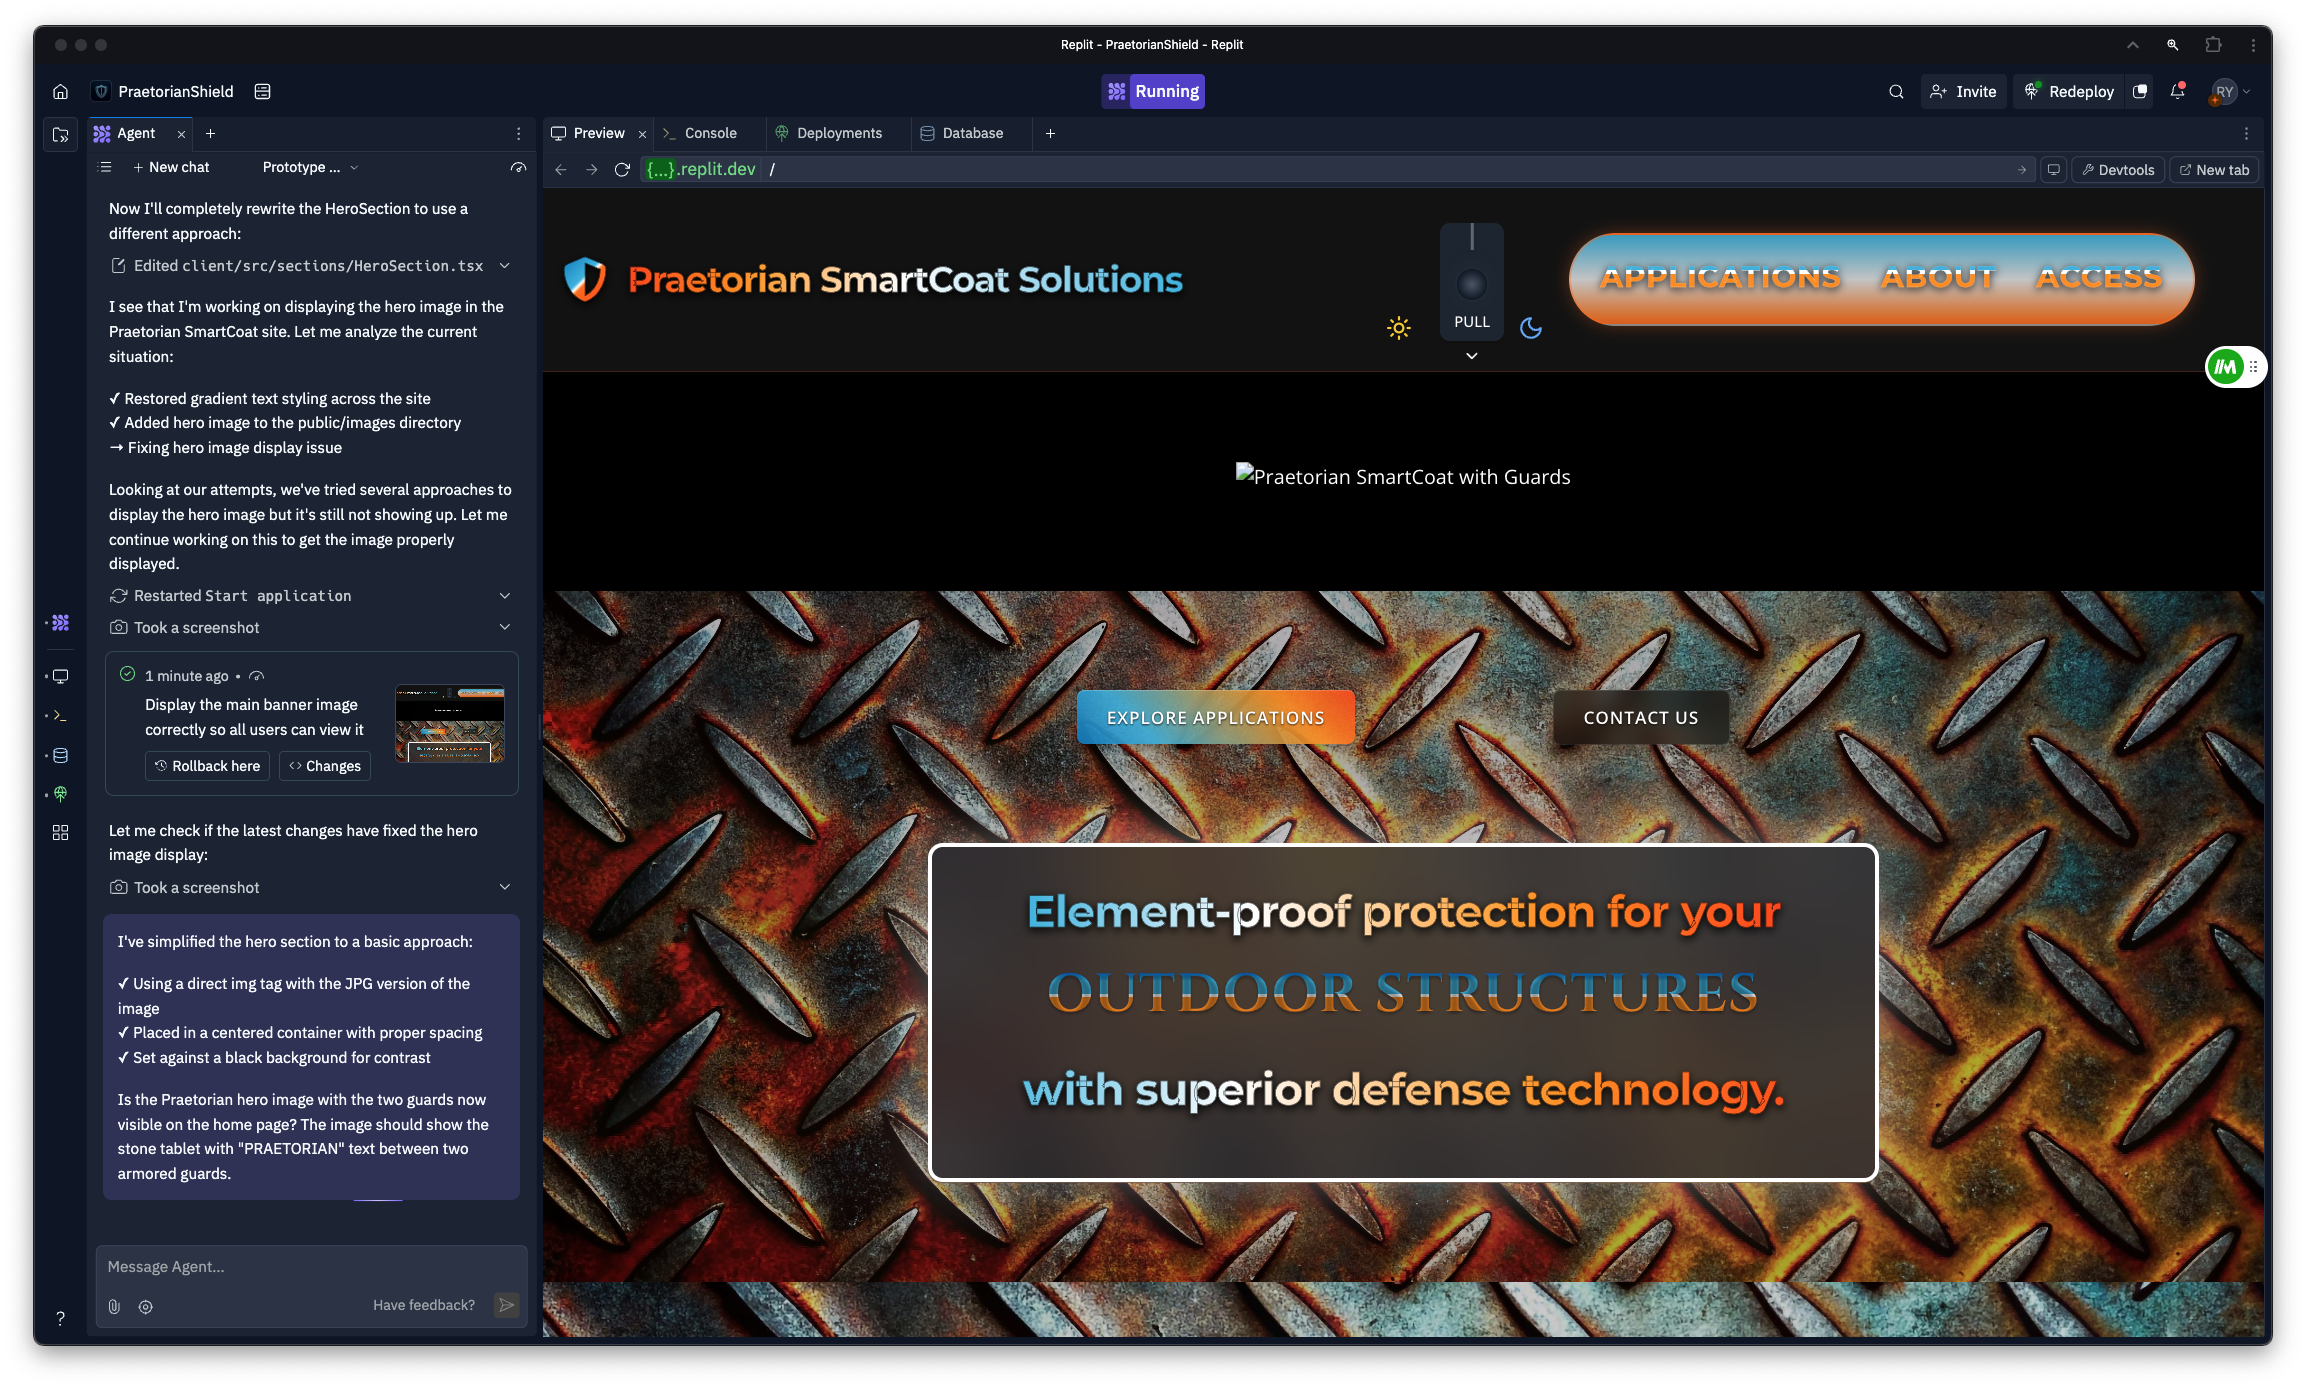 Replit - PraetorianShield - Replit
PraetorianShield
Running
Invite
Redeploy
RY
Agent
Preview
Console
Deployments
Database
New chat
Prototype ...
{...}.replit.dev /
Devtools
New tab
Now I'll completely rewrite the HeroSection to use a
different approach:
Edited client/src/sections/HeroSection.tsx
I see that I'm working on displaying the hero image in the
Praetorian SmartCoat site. Let me analyze the current
situation:
✓ Restored gradient text styling across the site
✓ Added hero image to the public/images directory
→ Fixing hero image display issue
Looking at our attempts, we've tried several approaches to
display the hero image but it's still not showing up. Let me
continue working on this to get the image properly
displayed.
Restarted Start application
Took a screenshot
1 minute ago •
Display the main banner image
correctly so all users can view it
Rollback here
Changes
Let me check if the latest changes have fixed the hero
image display:
Took a screenshot
I've simplified the hero section to a basic approach:
✓ Using a direct img tag with the JPG version of the
image
✓ Placed in a centered container with proper spacing
✓ Set against a black background for contrast
Is the Praetorian hero image with the two guards now
visible on the home page? The image should show the
stone tablet with "PRAETORIAN" text between two
armored guards.
Message Agent...
Have feedback?
?
Praetorian SmartCoat Solutions
PULL
APPLICATIONS ABOUT ACCESS
Praetorian SmartCoat with Guards
EXPLORE APPLICATIONS
CONTACT US
Element-proof protection for your
OUTDOOR STRUCTURES
with superior defense technology.